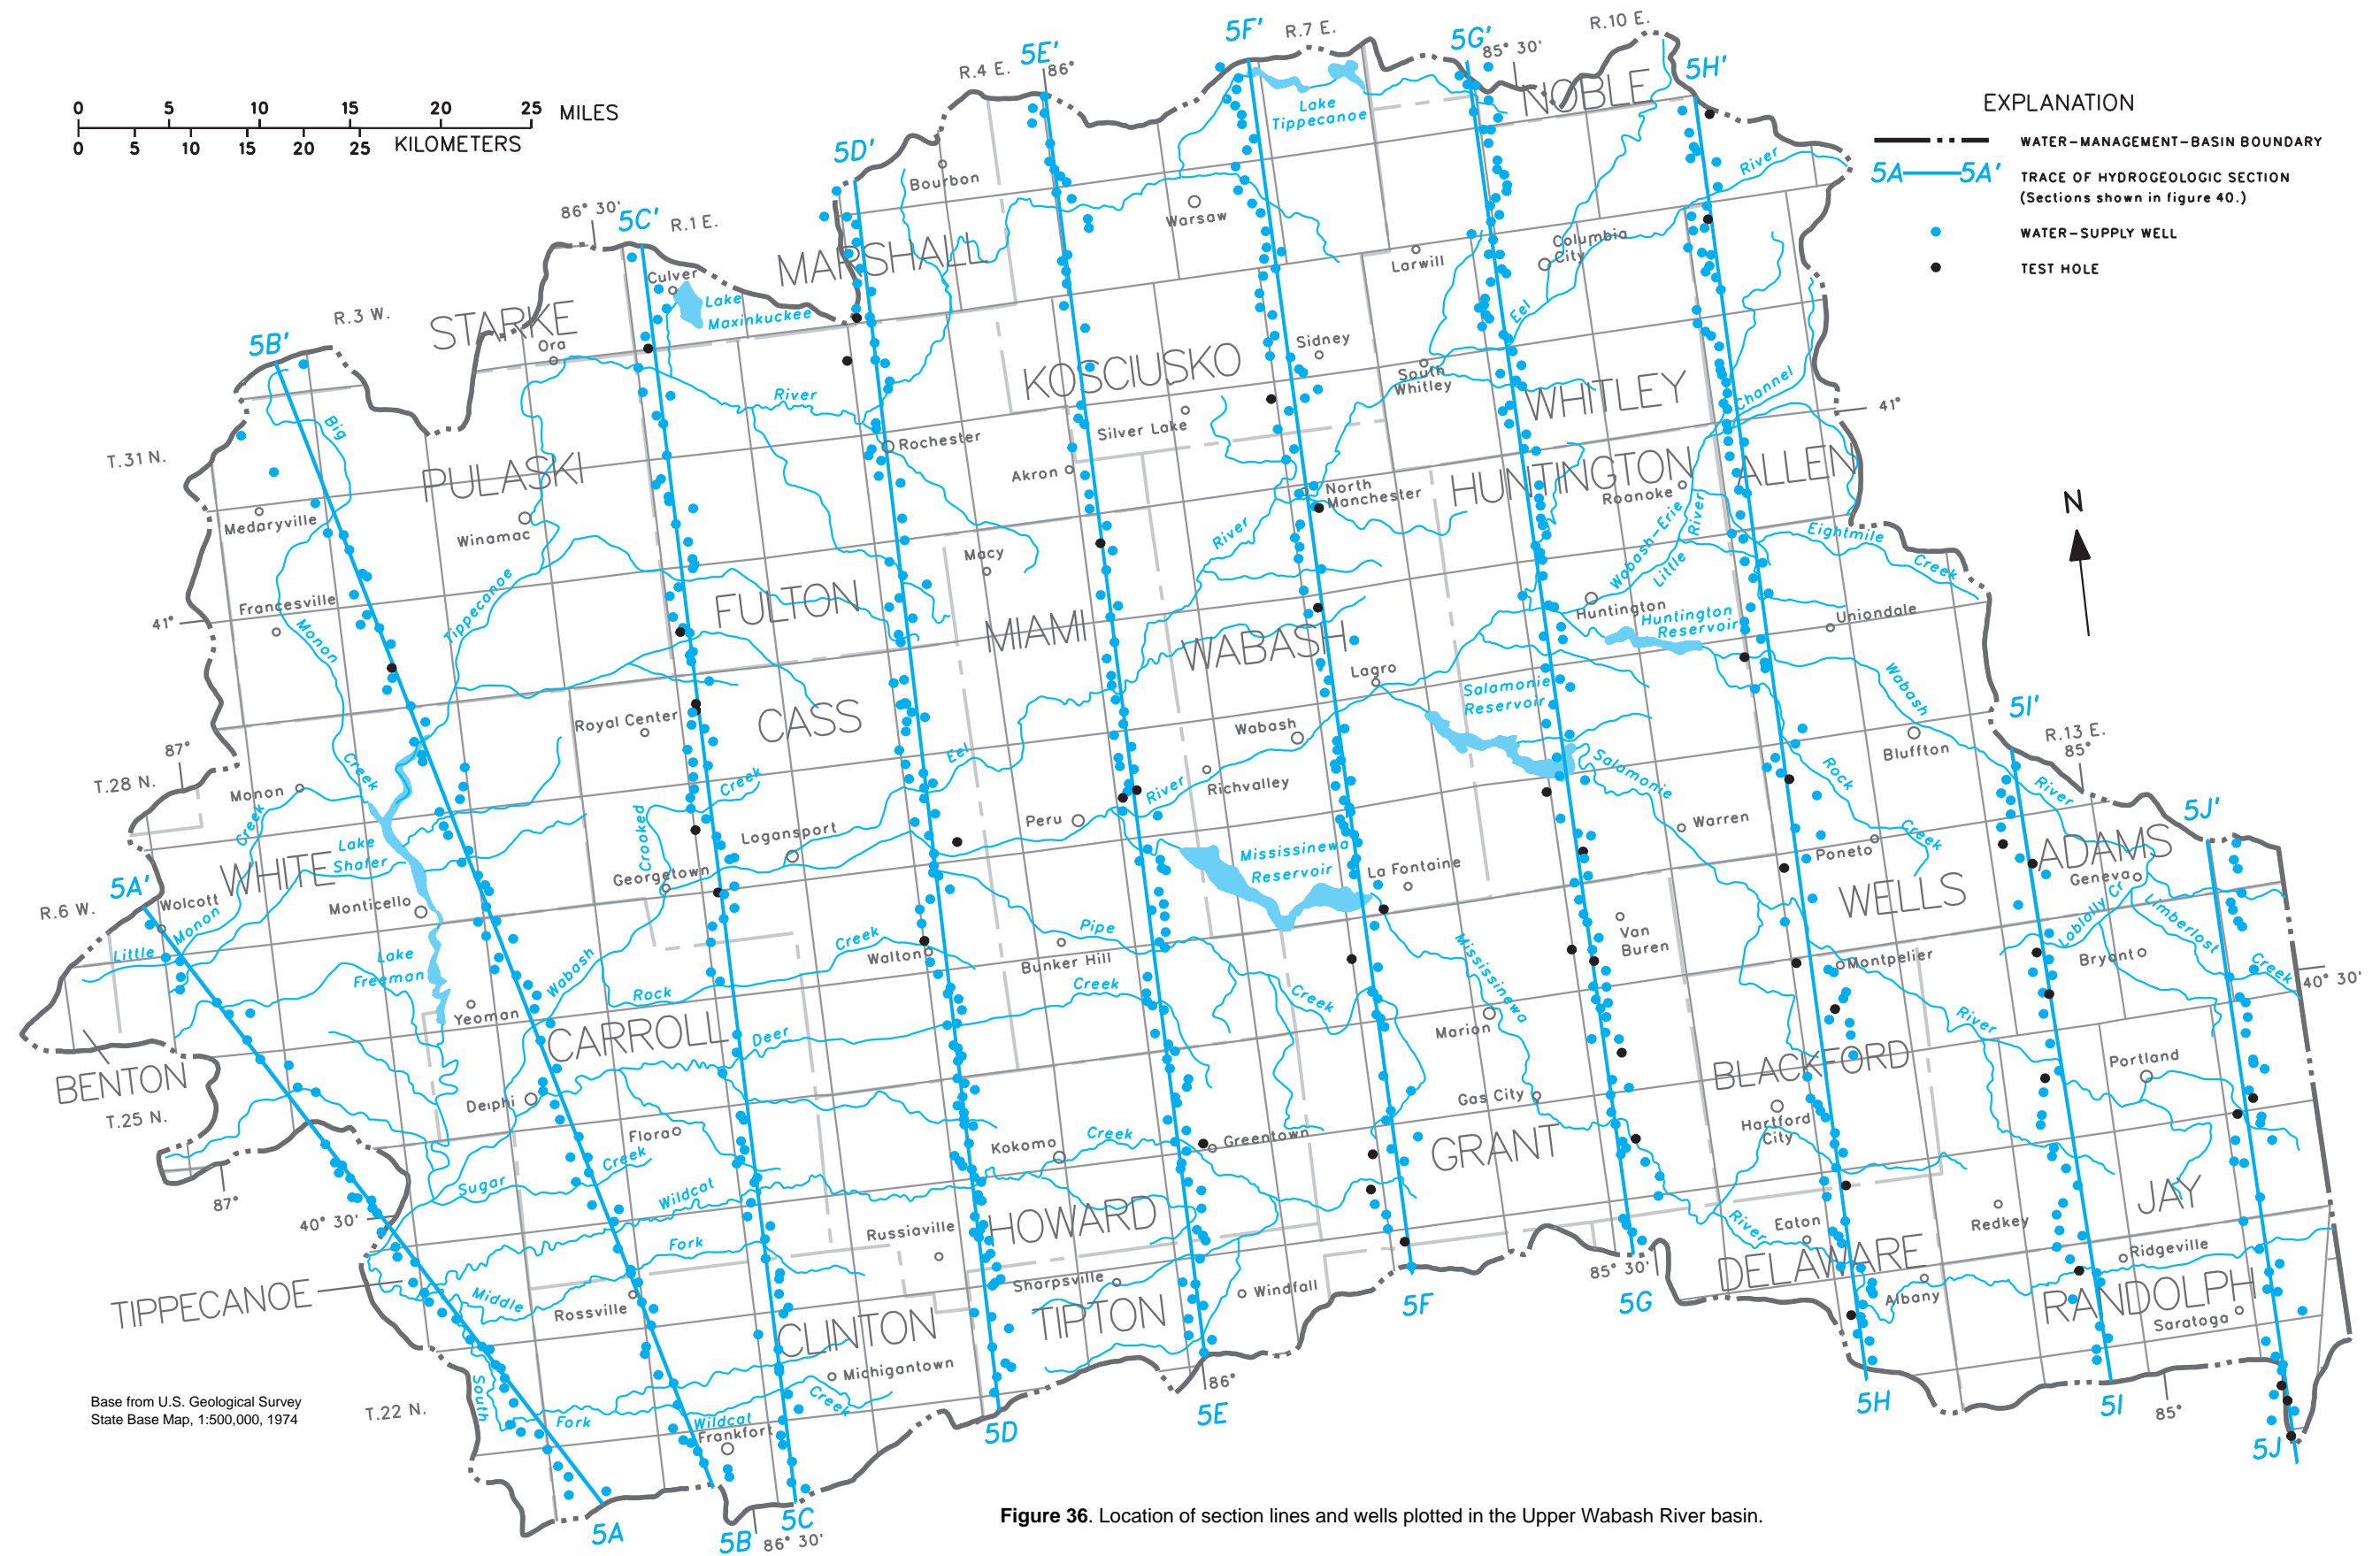 0 5 10 15 20 25 MILES
0 5 10 15 20 25 KILOMETERS
EXPLANATION
WATER-MANAGEMENT-BASIN BOUNDARY
5A 5A' TRACE OF HYDROGEOLOGIC SECTION
(Sections shown in figure 40.)
WATER-SUPPLY WELL
TEST HOLE
N
R.10 E.
R.7 E.
5F'
5G'
85° 30'
5E'
86°
R.4 E.
5H'
NOBLE
Lake
Tippecanoe
River
5D'
Bourbon
Warsaw
86° 30'
5C'
R.1 E.
MARSHALL
Larwill
Columbia
City
Culver
Lake
Maxinkuckee
R.3 W.
STARKE
Ora
5B'
KOSCIUSKO
Sidney
South
Whitley
Eel
WHITLEY
Channel
41°
River
Big
Rochester
Silver Lake
T.31 N.
PULASKI
Akron
North
Manchester
HUNTINGTON
Roanoke
ALLEN
Medaryville
Winamac
Macy
River
Wabash-Erie
Little
River
Eightmile
Creek
Francesville
41°
Monon
Tippecanoe
FULTON
MIAMI
WABASH
Huntington
Huntington
Reservoir
Uniondale
Lagro
Salamonie
Reservoir
Wabash
5I'
R.13 E.
85°
Royal Center
CASS
Wabash
Bluffton
87°
T.28 N.
Monon
Creek
Creek
Eel
Richvalley
River
Salamonie
Rock
River
Creek
Crooked
Logansport
Peru
Warren
Creek
5J'
Lake
Shafer
WHITE
Mississinewa
Reservoir
La Fontaine
Poneto
ADAMS
Geneva
Georgetown
5A'
Wolcott
R.6 W.
Monticello
WELLS
Loblolly Cr
Limberlost
Creek
Little
Monon
Lake
Freeman
Wabash
Creek
Walton
Pipe
Bunker Hill
Van
Buren
Mississinewa
Montpelier
Bryant
40° 30'
Rock
Creek
Creek
Yeoman
CARROLL
Deer
Marion
River
BENTON
T.25 N.
Delphi
Gas City
BLACKFORD
Portland
Hartford
City
Flora
Kokomo
Creek
Greentown
GRANT
Creek
Sugar
Wildcat
87°
40° 30'
JAY
Redkey
Russiaville
HOWARD
River
Eaton
Fork
DELAWARE
Ridgeville
TIPPECANOE
Middle
Rossville
Sharpsville
Windfall
85° 30'
5F
5G
Albany
RANDOLPH
Saratoga
CLINTON
TIPTON
Michigantown
Base from U.S. Geological Survey
State Base Map, 1:500,000, 1974
T.22 N.
South
Fork
Wildcat
Creek
Frankfort
86°
5D
5E
5H
5I
85°
5J
5A
5B
5C
86° 30'
Figure 36. Location of section lines and wells plotted in the Upper Wabash River basin.